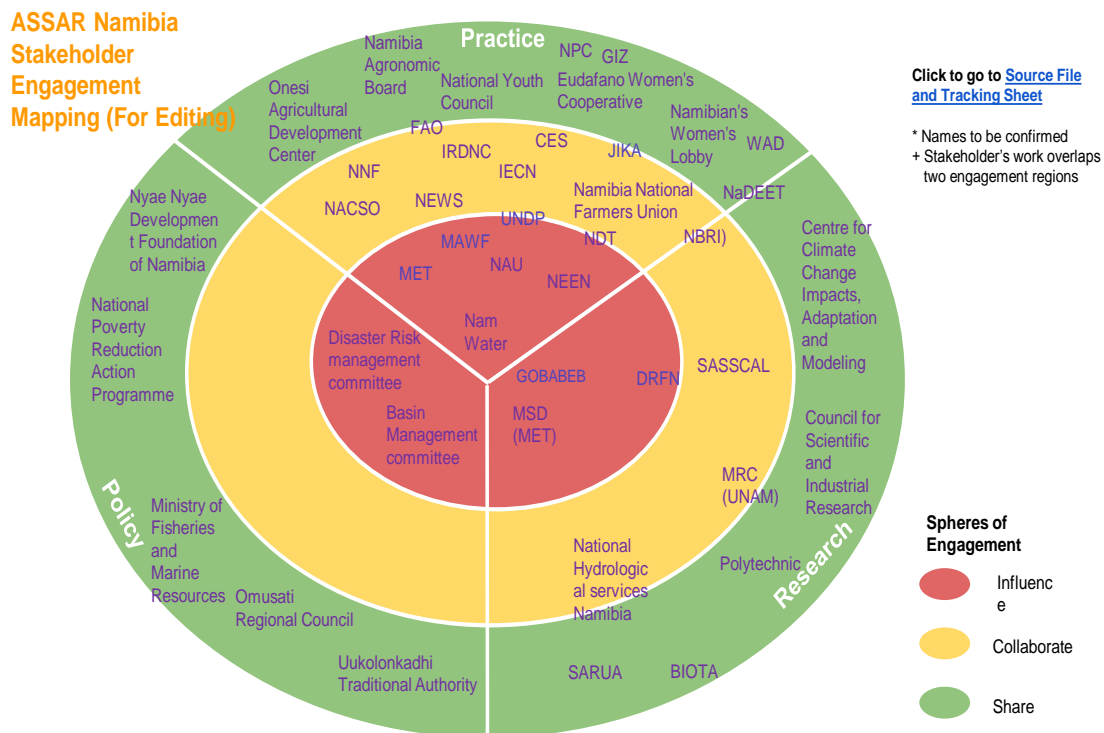 ASSAR Namibia
Stakeholder
Engagement
Mapping (For Editing)
Practice
Namibia
Agronomic
Board
NPC
GIZ
National Youth
Council
Eudafano Women's
Cooperative
Onesi
Agricultural
Development
Center
Namibian's
Women's
Lobby
WAD
FAO
IRDNC
CES
JIKA
NNF
IECN
NACSO
NEWS
Namibia National
Farmers Union
NaDEET
UNDP
MAWF
NDT
NBRI)
MET
NAU
NEEN
Nam
Water
Nyae Nyae
Developmen
t Foundation
of Namibia
National
Poverty
Reduction
Action
Programme
Disaster Risk
management
committee
Basin
Management
committee
GOBABEB
DRFN
MSD
(MET)
SASSCAL
Centre for
Climate
Change
Impacts,
Adaptation
and
Modeling
Council for
Scientific
and
Industrial
Research
MRC
(UNAM)
Policy
Ministry of
Fisheries
and
Marine
Resources
Omusati
Regional Council
Uukolonkadhi
Traditional Authority
National
Hydrologic
al services
Namibia
Polytechnic
Research
SARUA
BIOTA
Click to go to Source File
and Tracking Sheet
* Names to be confirmed
+ Stakeholder's work overlaps
two engagement regions
Spheres of
Engagement
Influenc
e
Collaborate
Share